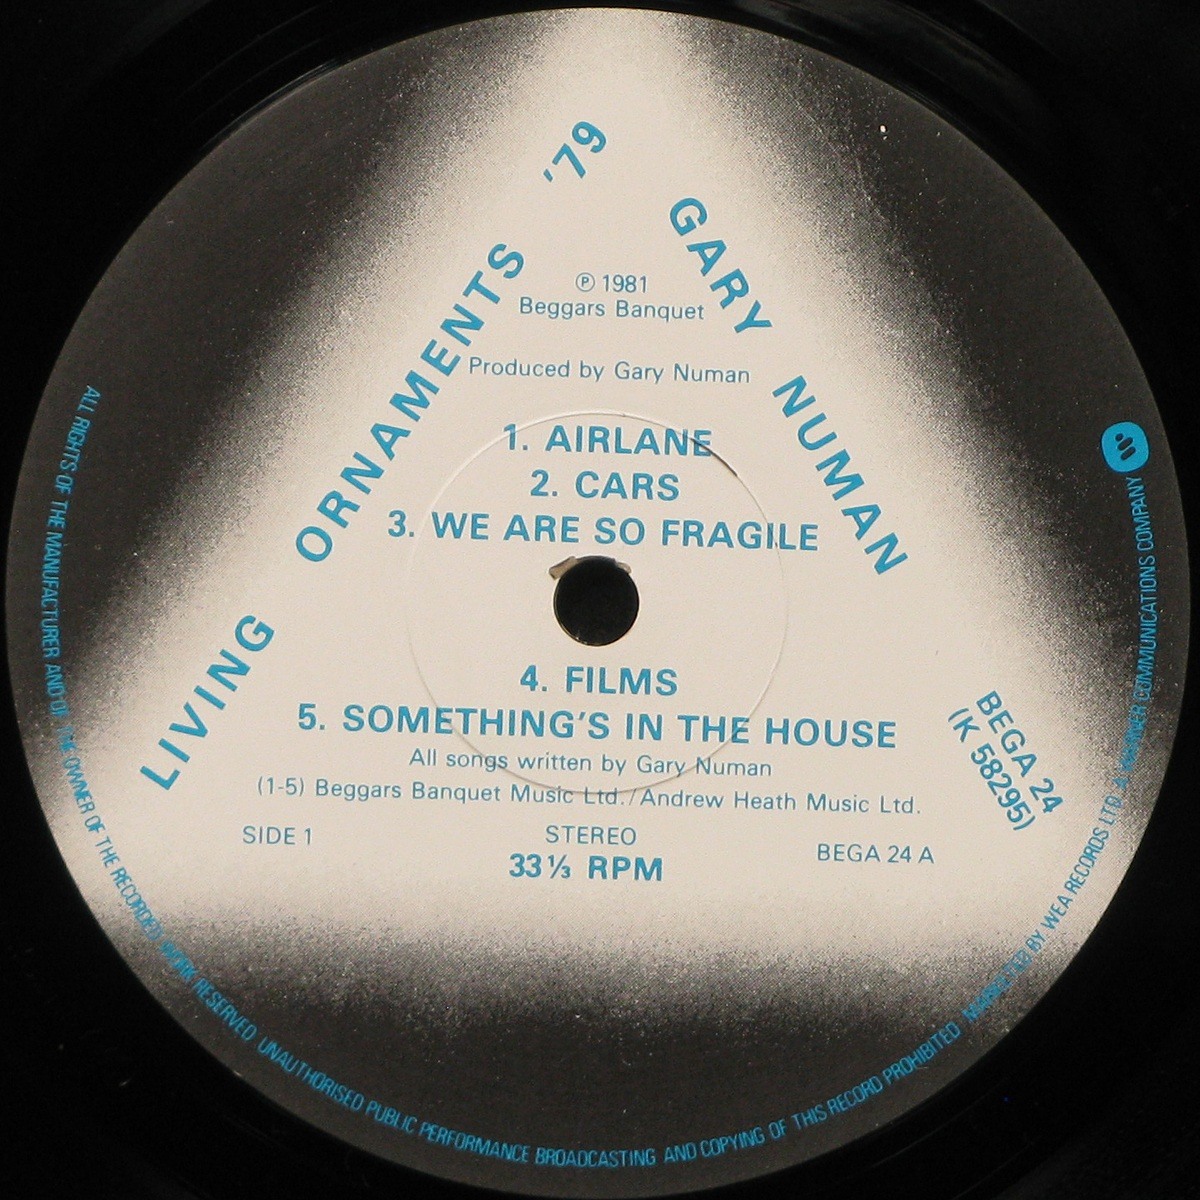 LIVING ORNAMENTS '79
GARY NUMAN
℗ 1981
Beggars Banquet
Produced by Gary Numan
1. AIRLANE
2. CARS
3. WE ARE SO FRAGILE
4. FILMS
5. SOMETHING'S IN THE HOUSE
All songs written by Gary Numan
(1-5) Beggars Banquet Music Ltd./Andrew Heath Music Ltd.
SIDE 1
STEREO
33⅓ RPM
BEGA 24 A
BEGA 24
(K 58295)
ALL RIGHTS OF THE MANUFACTURER AND OF THE OWNER OF THE RECORDED WORK RESERVED UNAUTHORISED PUBLIC PERFORMANCE BROADCASTING AND COPYING OF THIS RECORD PROHIBITED MARKETED BY WEA RECORDS LTD. A WARNER COMMUNICATIONS COMPANY